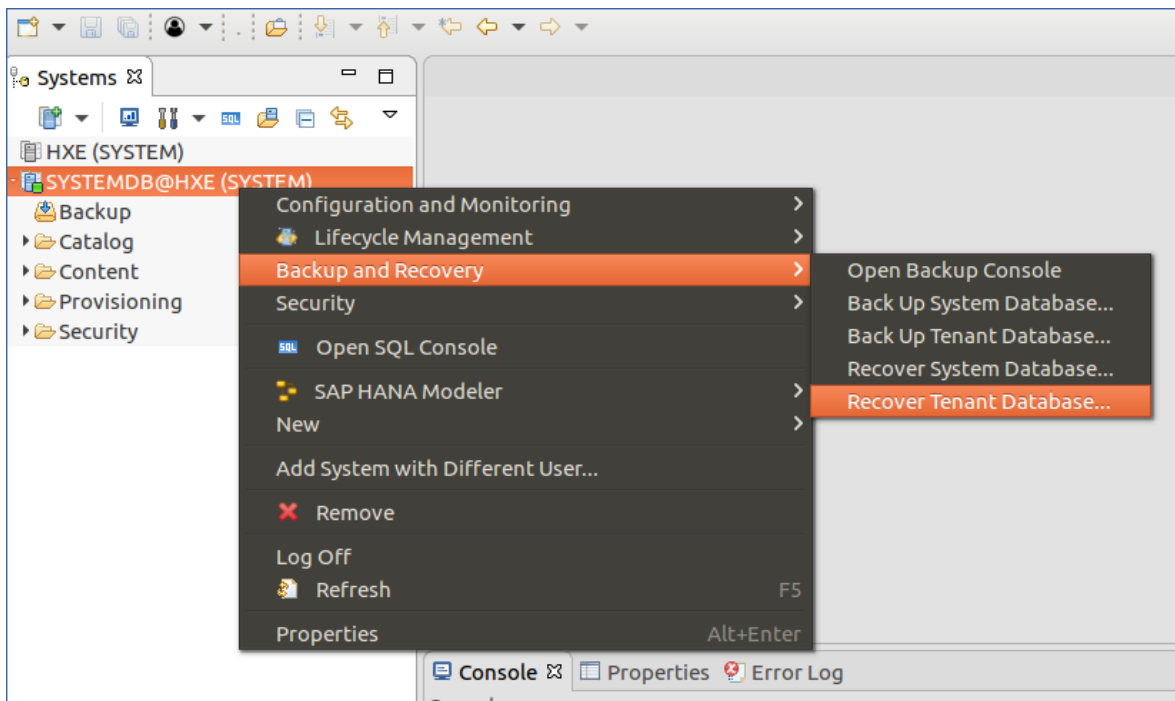 Systems
HXE (SYSTEM)
SYSTEMDB@HXE (SYSTEM)
Backup
Catalog
Content
Provisioning
Security
Configuration and Monitoring
Lifecycle Management
Backup and Recovery
Security
SQL Open SQL Console
SAP HANA Modeler
New
Add System with Different User...
Remove
Log Off
Refresh F5
Properties Alt+Enter
Open Backup Console
Back Up System Database...
Back Up Tenant Database...
Recover System Database...
Recover Tenant Database...
Console Properties Error Log